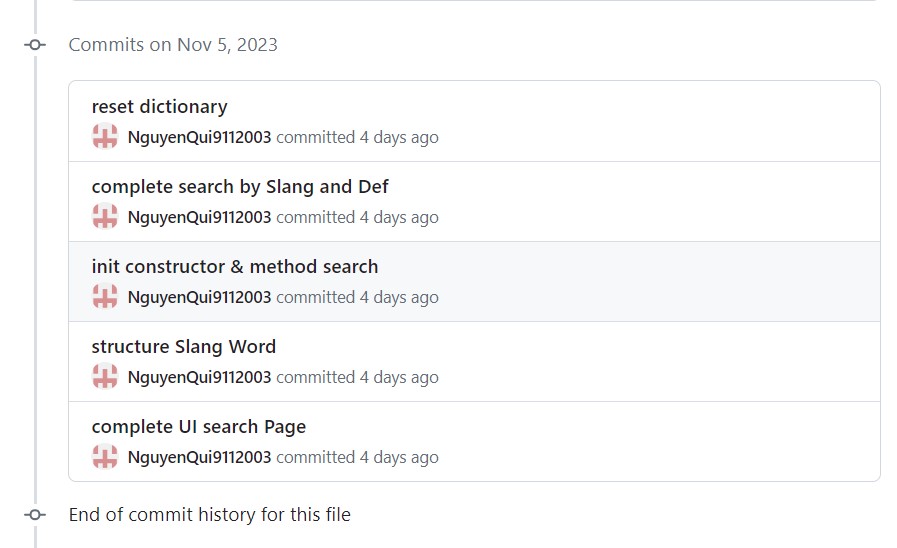 Commits on Nov 5, 2023
reset dictionary
NguyenQui9112003 committed 4 days ago
complete search by Slang and Def
NguyenQui9112003 committed 4 days ago
init constructor & method search
NguyenQui9112003 committed 4 days ago
structure Slang Word
NguyenQui9112003 committed 4 days ago
complete UI search Page
NguyenQui9112003 committed 4 days ago
End of commit history for this file